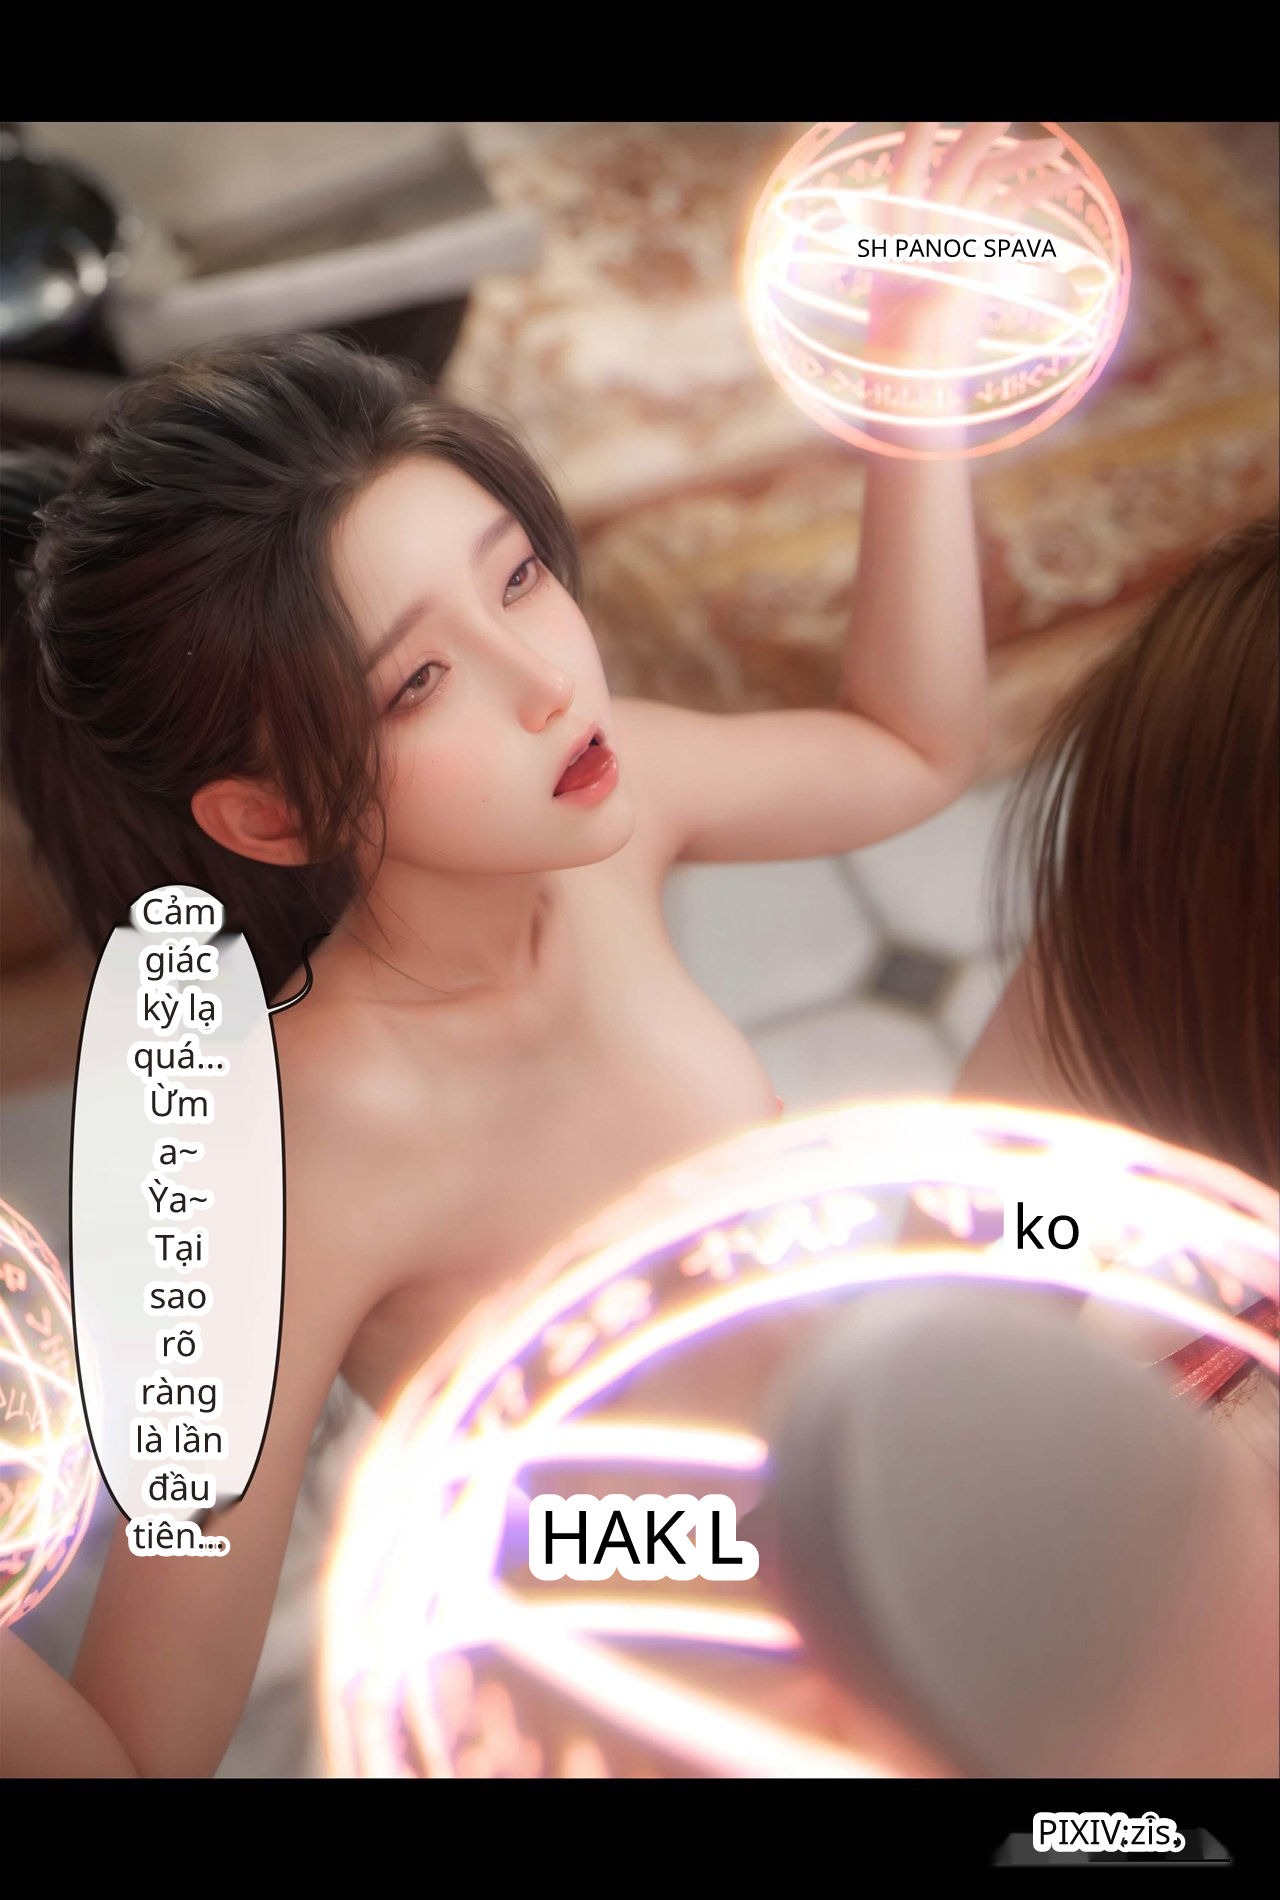 SH PANOC SPAVA
Cảm
giác
kỳ lạ
quá...
Ừm
a~
Ỳa~
Tại
sao
rõ
ràng
là lần
đầu
tiên...
ko
HAK L
PIXIV:zis.